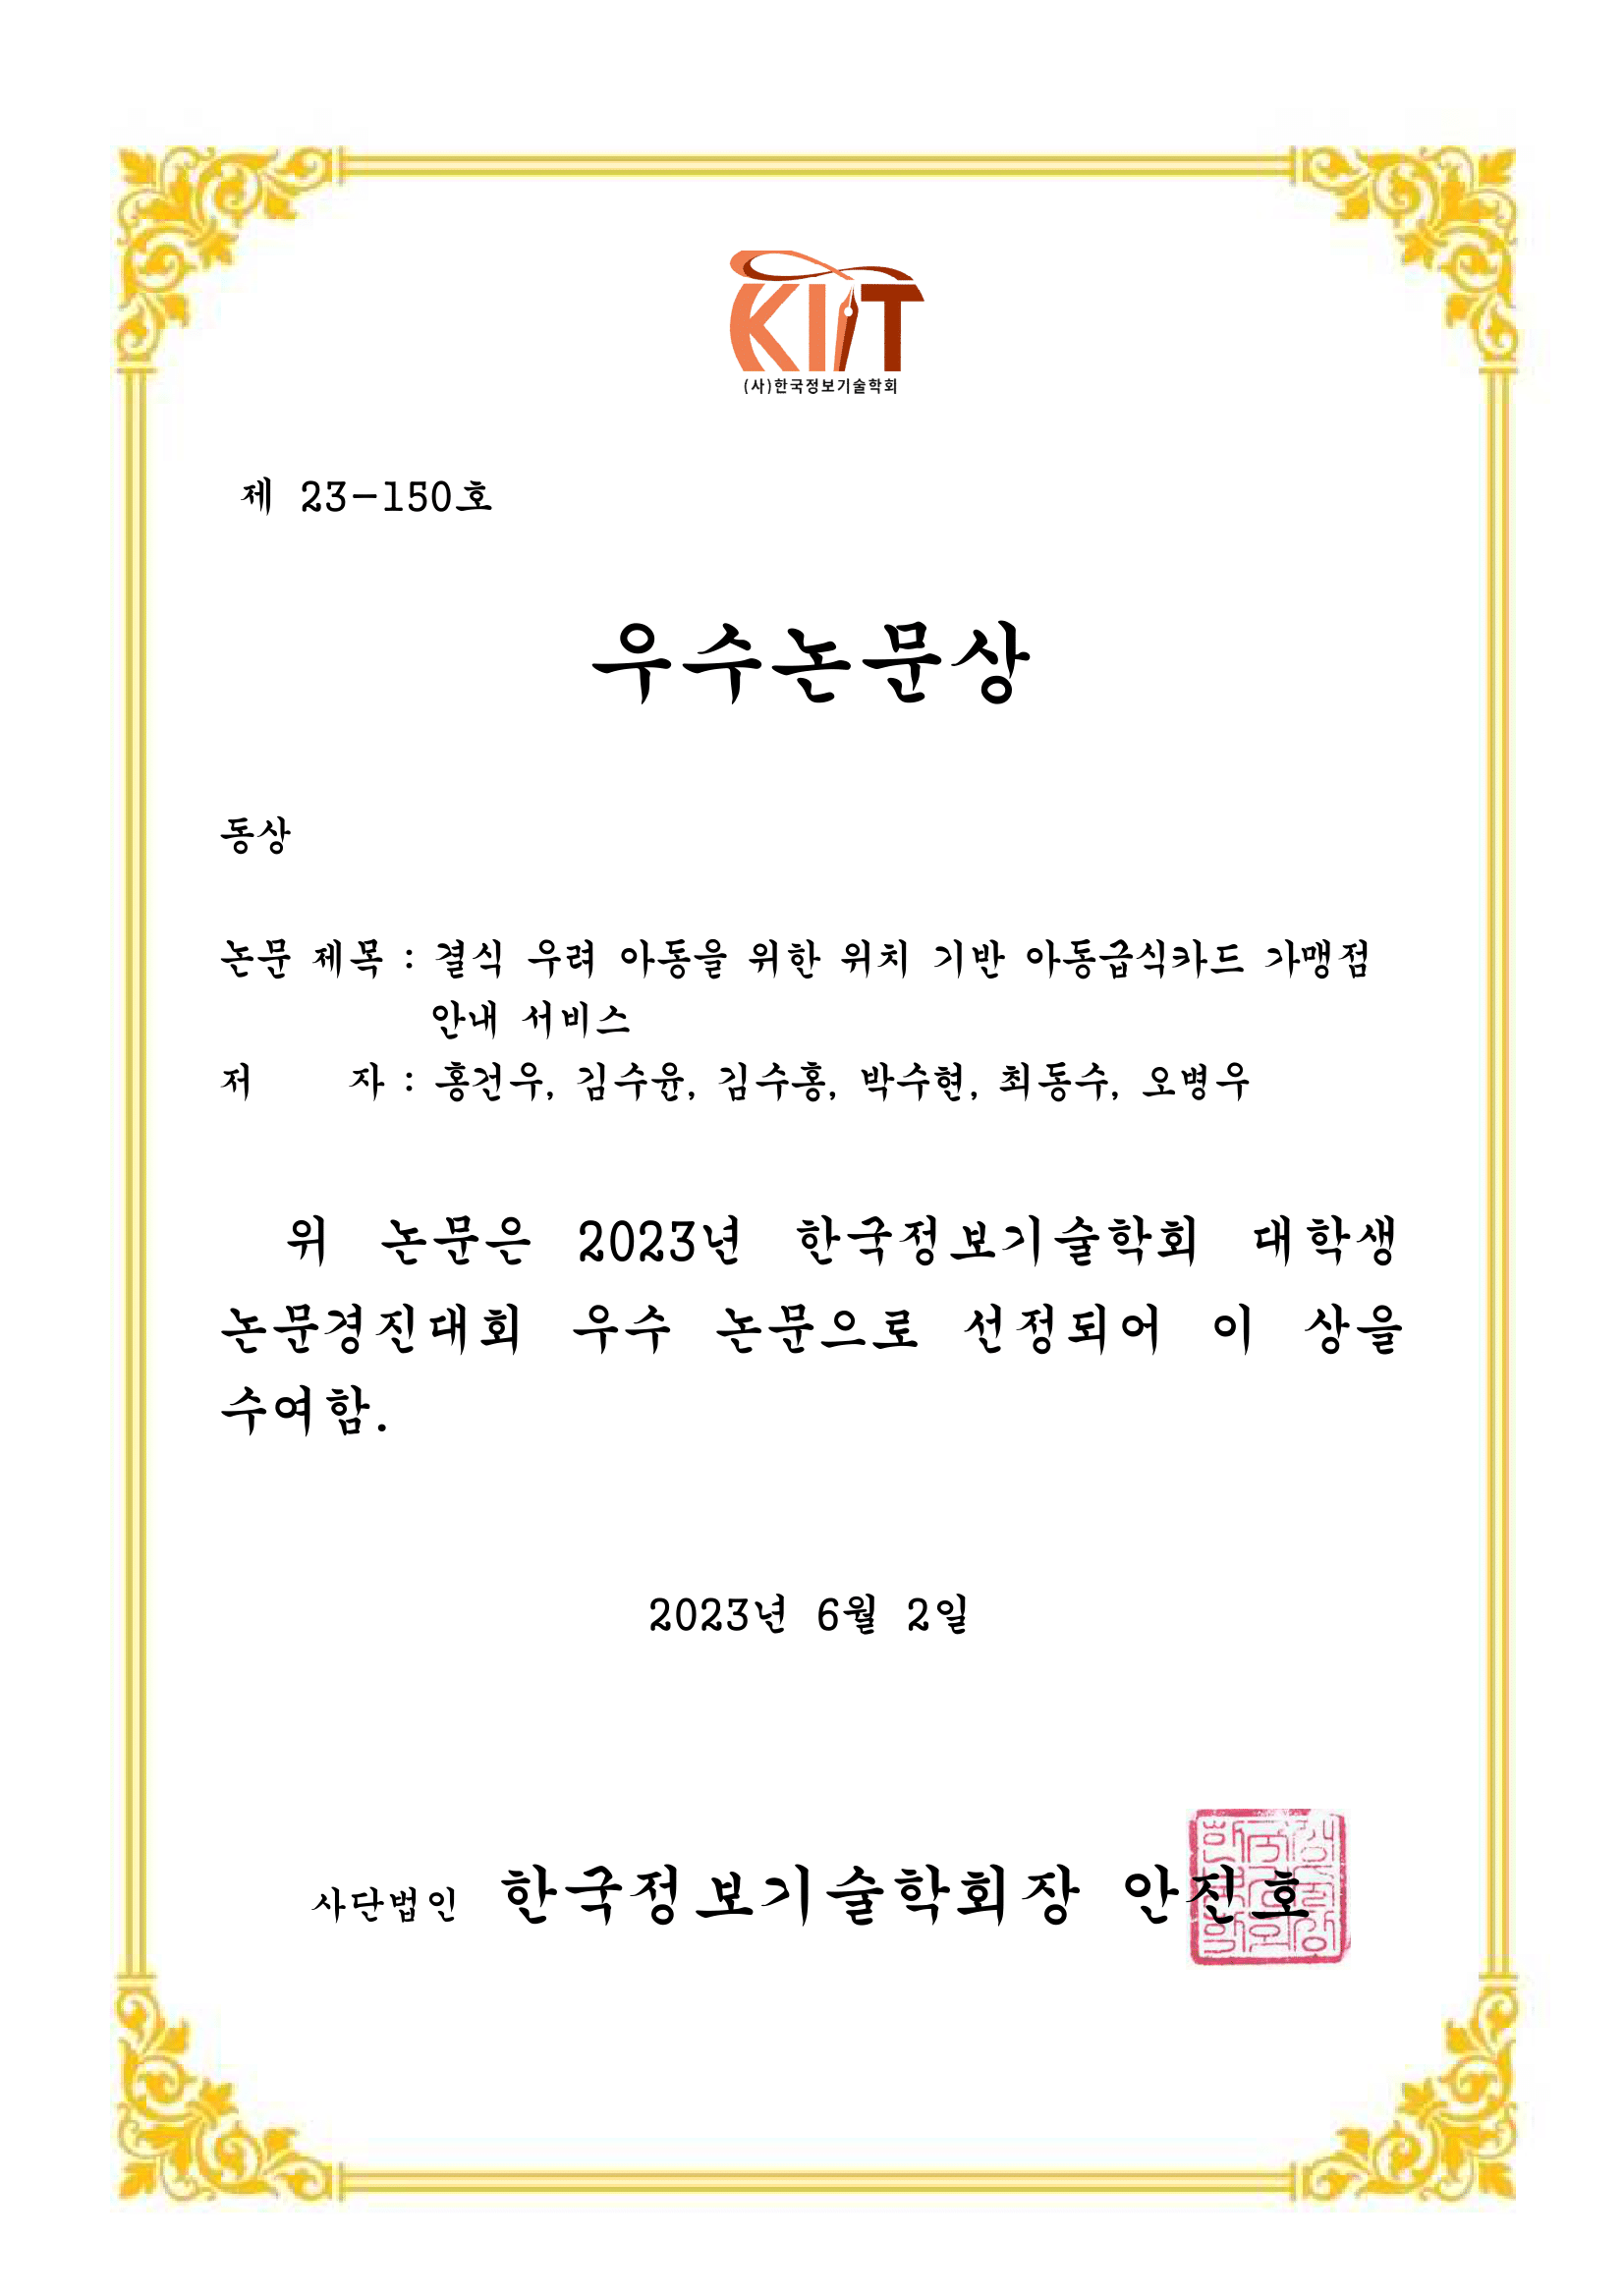 KIIT
(사)한국정보기술학회
제 23-150호
우수논문상
동상
논문 제목 : 결식 우려 아동을 위한 위치 기반 아동급식카드 가맹점
안내 서비스
저 자 : 홍건우, 김수윤, 김수홍, 박수현, 최동수, 오병우
위 논문은 2023년 한국정보기술학회 대학생
논문경진대회 우수 논문으로 선정되어 이 상을
수여함.
2023년 6월 2일
사단법인 한국정보기술학회장 안진호